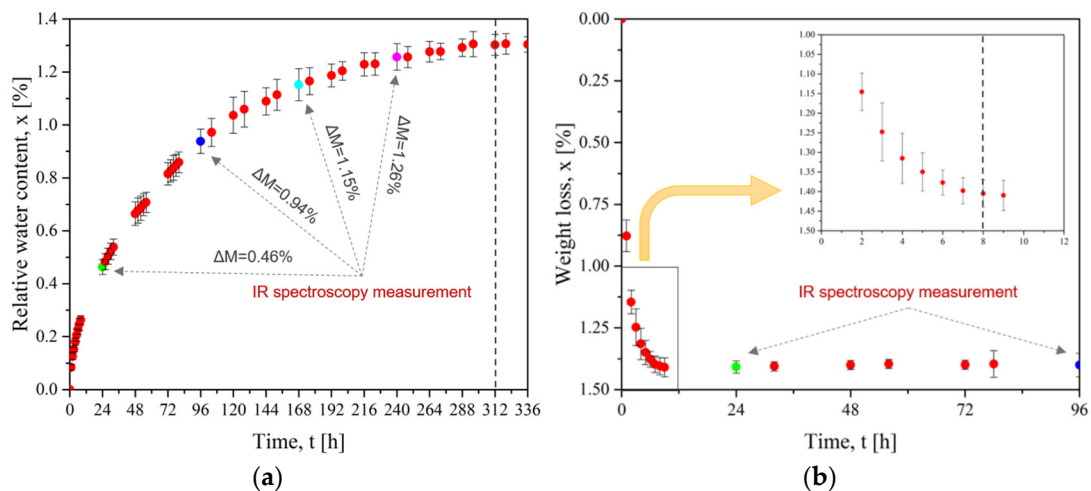 1.4
1.2
1.0
0.8
0.6
0.4
0.2
0.0
Relative water content, x [%]
ΔM=0.46%
ΔM=0.94%
ΔM=1.15%
ΔM=1.26%
IR spectroscopy measurement
0 24 48 72 96 120 144 168 192 216 240 264 288 312 336
Time, t [h]
(a)
0.00
0.25
0.50
0.75
1.00
1.25
1.50
Weight loss, x [%]
1.00
1.05
1.10
1.15
1.20
1.25
1.30
1.35
1.40
1.45
1.50
0 2 4 6 8 10 12
IR spectroscopy measurement
0 24 48 72 96
Time, t [h]
(b)